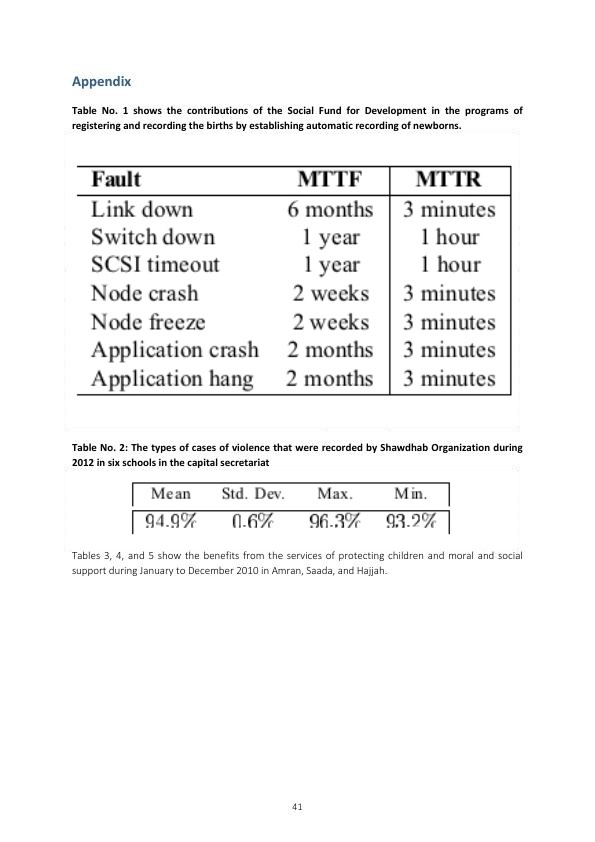 Appendix
Table No. 1 shows the contributions of the Social Fund for Development in the programs of
registering and recording the births by establishing automatic recording of newborns.
Fault MTTF MTTR
Link down 6 months 3 minutes
Switch down 1 year 1 hour
SCSI timeout 1 year 1 hour
Node crash 2 weeks 3 minutes
Node freeze 2 weeks 3 minutes
Application crash 2 months 3 minutes
Application hang 2 months 3 minutes
Table No. 2: The types of cases of violence that were recorded by Shawdhab Organization during
2012 in six schools in the capital secretariat
Mean Std. Dev. Max. Min.
94.9% 0.6% 96.3% 93.2%
Tables 3, 4, and 5 show the benefits from the services of protecting children and moral and social
support during January to December 2010 in Amran, Saada, and Hajjah.
41